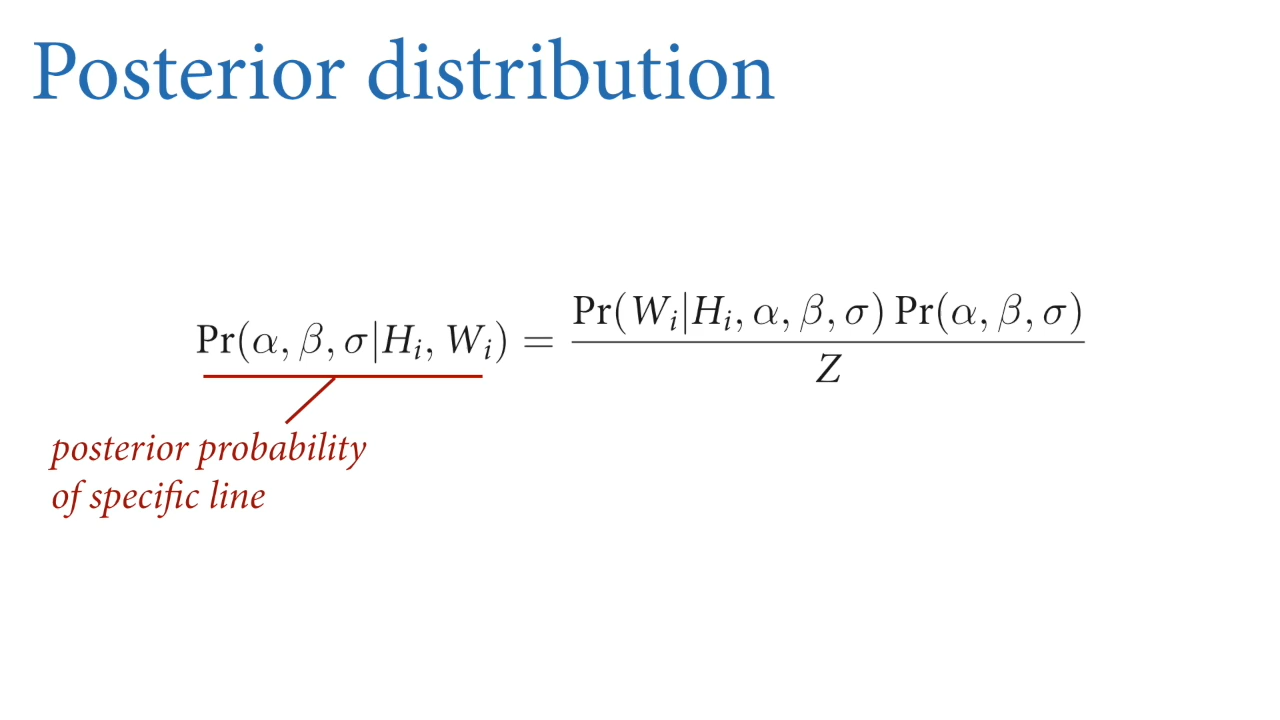 Posterior distribution
Pr(α, β, σ|Hᵢ, Wᵢ) = Pr(Wᵢ|Hᵢ, α, β, σ) Pr(α, β, σ)
Z
posterior probability
of specific line